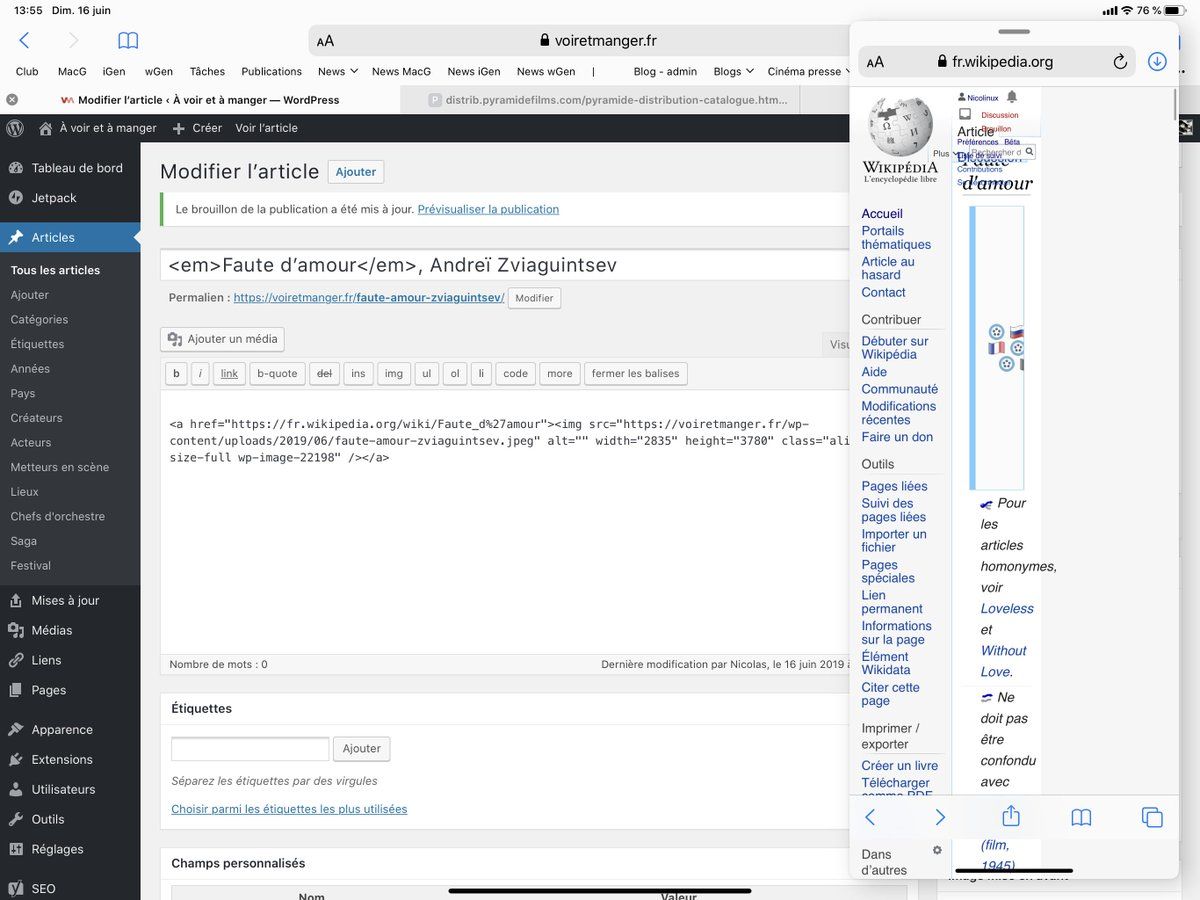 13:55 Dim. 16 juin
76 %
AA
voiretmanger.fr
Club MacG iGen wGen Tâches Publications News News MacG News iGen News wGen | Blog - admin Blogs Cinéma presse
Modifier l'article ‹ À voir et à manger — WordPress
distrib.pyramidefilms.com/pyramide-distribution-catalogue.htm...
À voir et à manger Créer Voir l'article
Tableau de bord
Jetpack
Articles
Tous les articles
Ajouter
Catégories
Étiquettes
Années
Pays
Créateurs
Acteurs
Metteurs en scène
Lieux
Chefs d'orchestre
Saga
Festival
Mises à jour
Médias
Liens
Pages
Apparence
Extensions
Utilisateurs
Outils
Réglages
SEO
Modifier l'article Ajouter
Le brouillon de la publication a été mis à jour. Prévisualiser la publication
<em>Faute d'amour</em>, Andreï Zviaguintsev
Permalien : https://voiretmanger.fr/faute-amour-zviaguintsev/ Modifier
Ajouter un média
Visu
b i link b-quote del ins img ul ol li code more fermer les balises
<a href="https://fr.wikipedia.org/wiki/Faute_d%27amour"><img src="https://voiretmanger.fr/wp-
content/uploads/2019/06/faute-amour-zviaguintsev.jpeg" alt="" width="2835" height="3780" class="ali
size-full wp-image-22198" /></a>
Nombre de mots : 0
Dernière modification par Nicolas, le 16 juin 2019 à
Étiquettes
Ajouter
Séparez les étiquettes par des virgules
Choisir parmi les étiquettes les plus utilisées
Champs personnalisés
Nom Valeur
AA
fr.wikipedia.org
WIKIPÉDIA
L'encyclopédie libre
Nicolinux
Discussion
Brouillon
Article
Préférences Bêta
Plus
Rechercher d
Liste de suivi
Discussion
Contributions
Faute
d'amour
Accueil
Portails
thématiques
Article au
hasard
Contact
Contribuer
Débuter sur
Wikipédia
Aide
Communauté
Modifications
récentes
Faire un don
Outils
Pages liées
Suivi des
pages liées
Importer un
fichier
Pages
spéciales
Lien
permanent
Informations
sur la page
Élément
Wikidata
Citer cette
page
Imprimer /
exporter
Créer un livre
Télécharger
comme PDF
Dans
d'autres
Pour
les
articles
homonymes,
voir
Loveless
et
Without
Love.
Ne
doit pas
être
confondu
avec
(film,
1945)